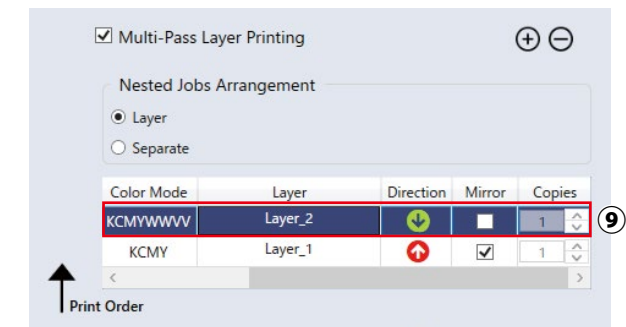 Multi-Pass Layer Printing
Nested Jobs Arrangement
Layer
Separate
Color Mode Layer Direction Mirror Copies
KCMYWWVV Layer_2 1 ⑨
KCMY Layer_1 1
Print Order